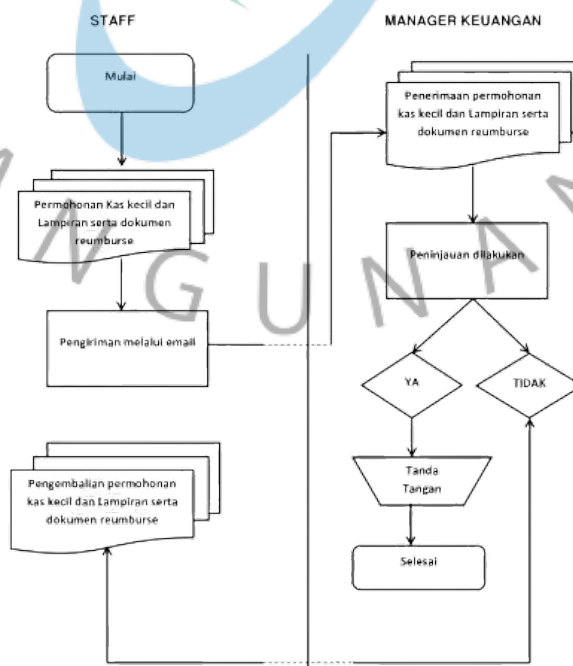 STAFF
MANAGER KEUANGAN
Mulai
Permohonan Kas kecil dan
Lampiran serta dokumen
reumburse
Pengiriman melalui email
Pengembalian permohonan
kas kecil dan Lampiran serta
dokumen reumburse
Penerimaan permohonan
kas kecil dan Lampiran serta
dokumen reumburse
Peninjauan dilakukan
YA
TIDAK
Tanda
Tangan
Selesai
NGUNAN